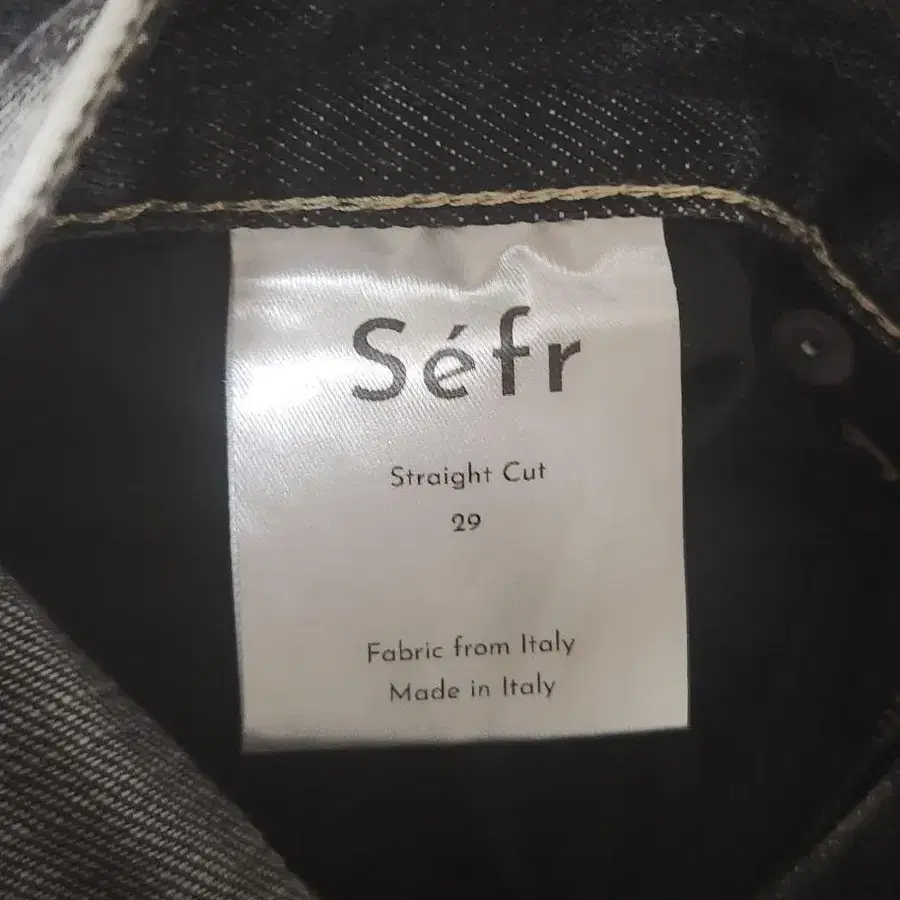 Séfr
Straight Cut
29
Fabric from Italy
Made in Italy